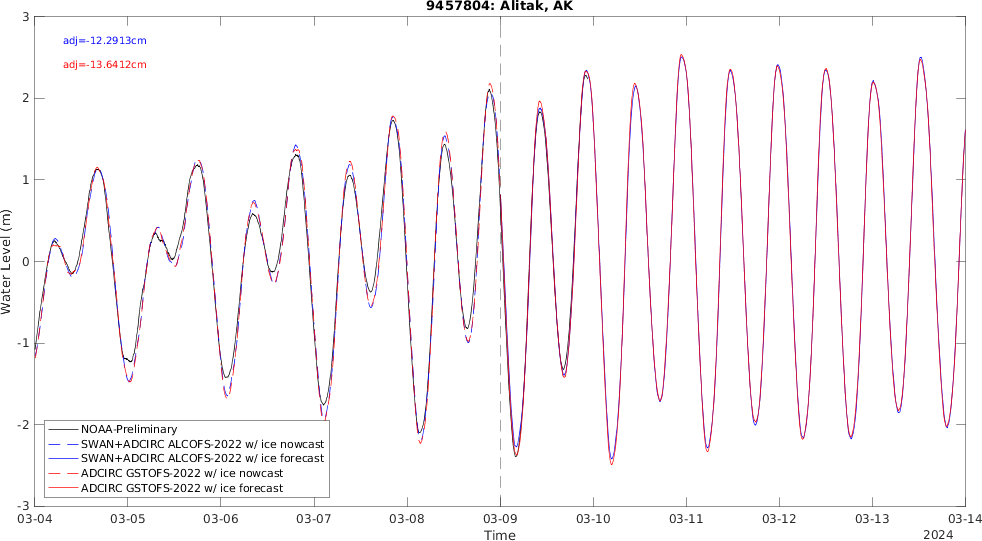 9457804: Alitak, AK
adj=-12.2913cm
adj=-13.6412cm
3
2
1
0
-1
-2
-3
Water Level (m)
NOAA-Preliminary
SWAN+ADCIRC ALCOFS-2022 w/ ice nowcast
SWAN+ADCIRC ALCOFS-2022 w/ ice forecast
ADCIRC GSTOFS-2022 w/ ice nowcast
ADCIRC GSTOFS-2022 w/ ice forecast
03-04 03-05 03-06 03-07 03-08 03-09 03-10 03-11 03-12 03-13 03-14
Time
2024